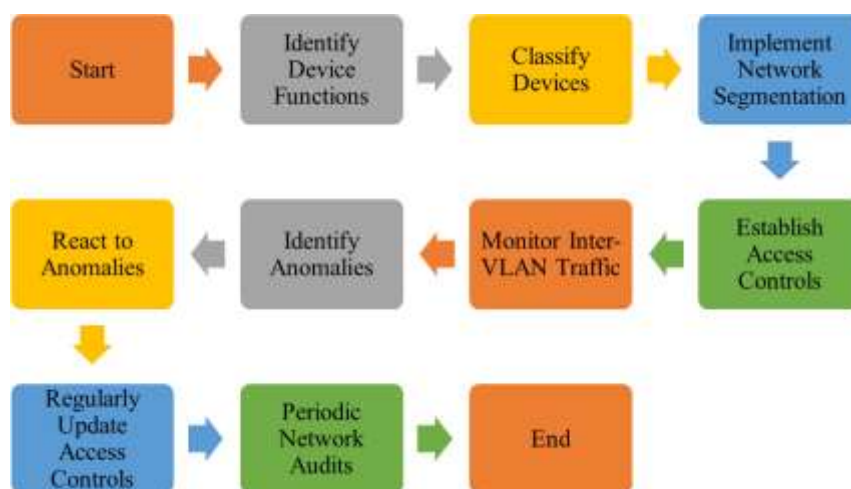 Start
Identify
Device
Functions
Classify
Devices
Implement
Network
Segmentation
Establish
Access
Controls
Monitor Inter-
VLAN Traffic
Identify
Anomalies
React to
Anomalies
Regularly
Update
Access
Controls
Periodic
Network
Audits
End